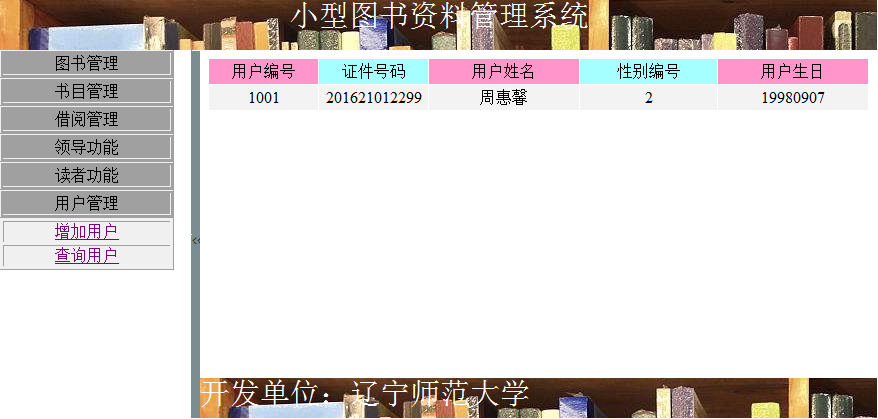 小型图书资料管理系统
图书管理
书目管理
借阅管理
领导功能
读者功能
用户管理
增加用户
查询用户
<<
用户编号 证件号码 用户姓名 性别编号 用户生日
1001 201621012299 周惠馨 2 19980907
开发单位：辽宁师范大学